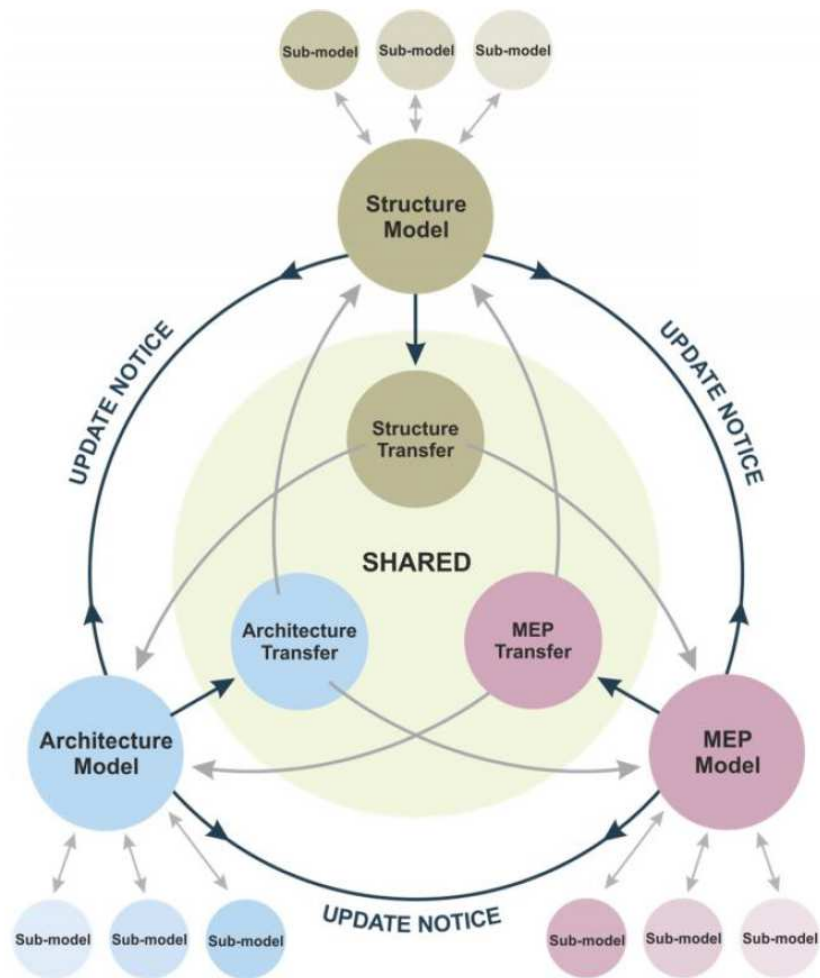 Sub-model
Sub-model
Sub-model
Structure
Model
UPDATE NOTICE
UPDATE NOTICE
Structure
Transfer
SHARED
Architecture
Transfer
MEP
Transfer
Architecture
Model
MEP
Model
UPDATE NOTICE
Sub-model
Sub-model
Sub-model
Sub-model
Sub-model
Sub-model